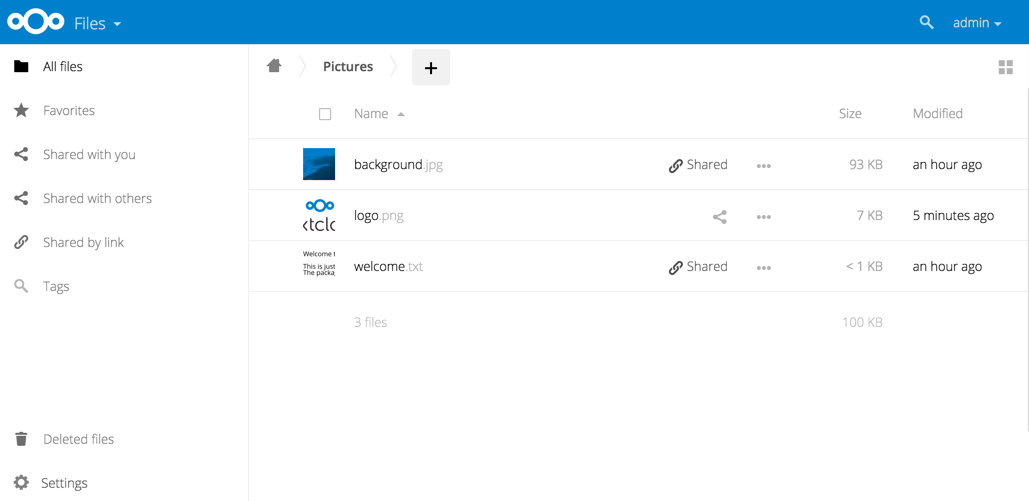 Files admin
All files
Favorites
Shared with you
Shared with others
Shared by link
Tags
Deleted files
Settings
Pictures +
Name Size Modified
background.jpg Shared ••• 93 KB an hour ago
logo.png ••• 7 KB 5 minutes ago
welcome.txt Shared ••• < 1 KB an hour ago
3 files 100 KB
xtclo
Welcome t
This is just
The packa